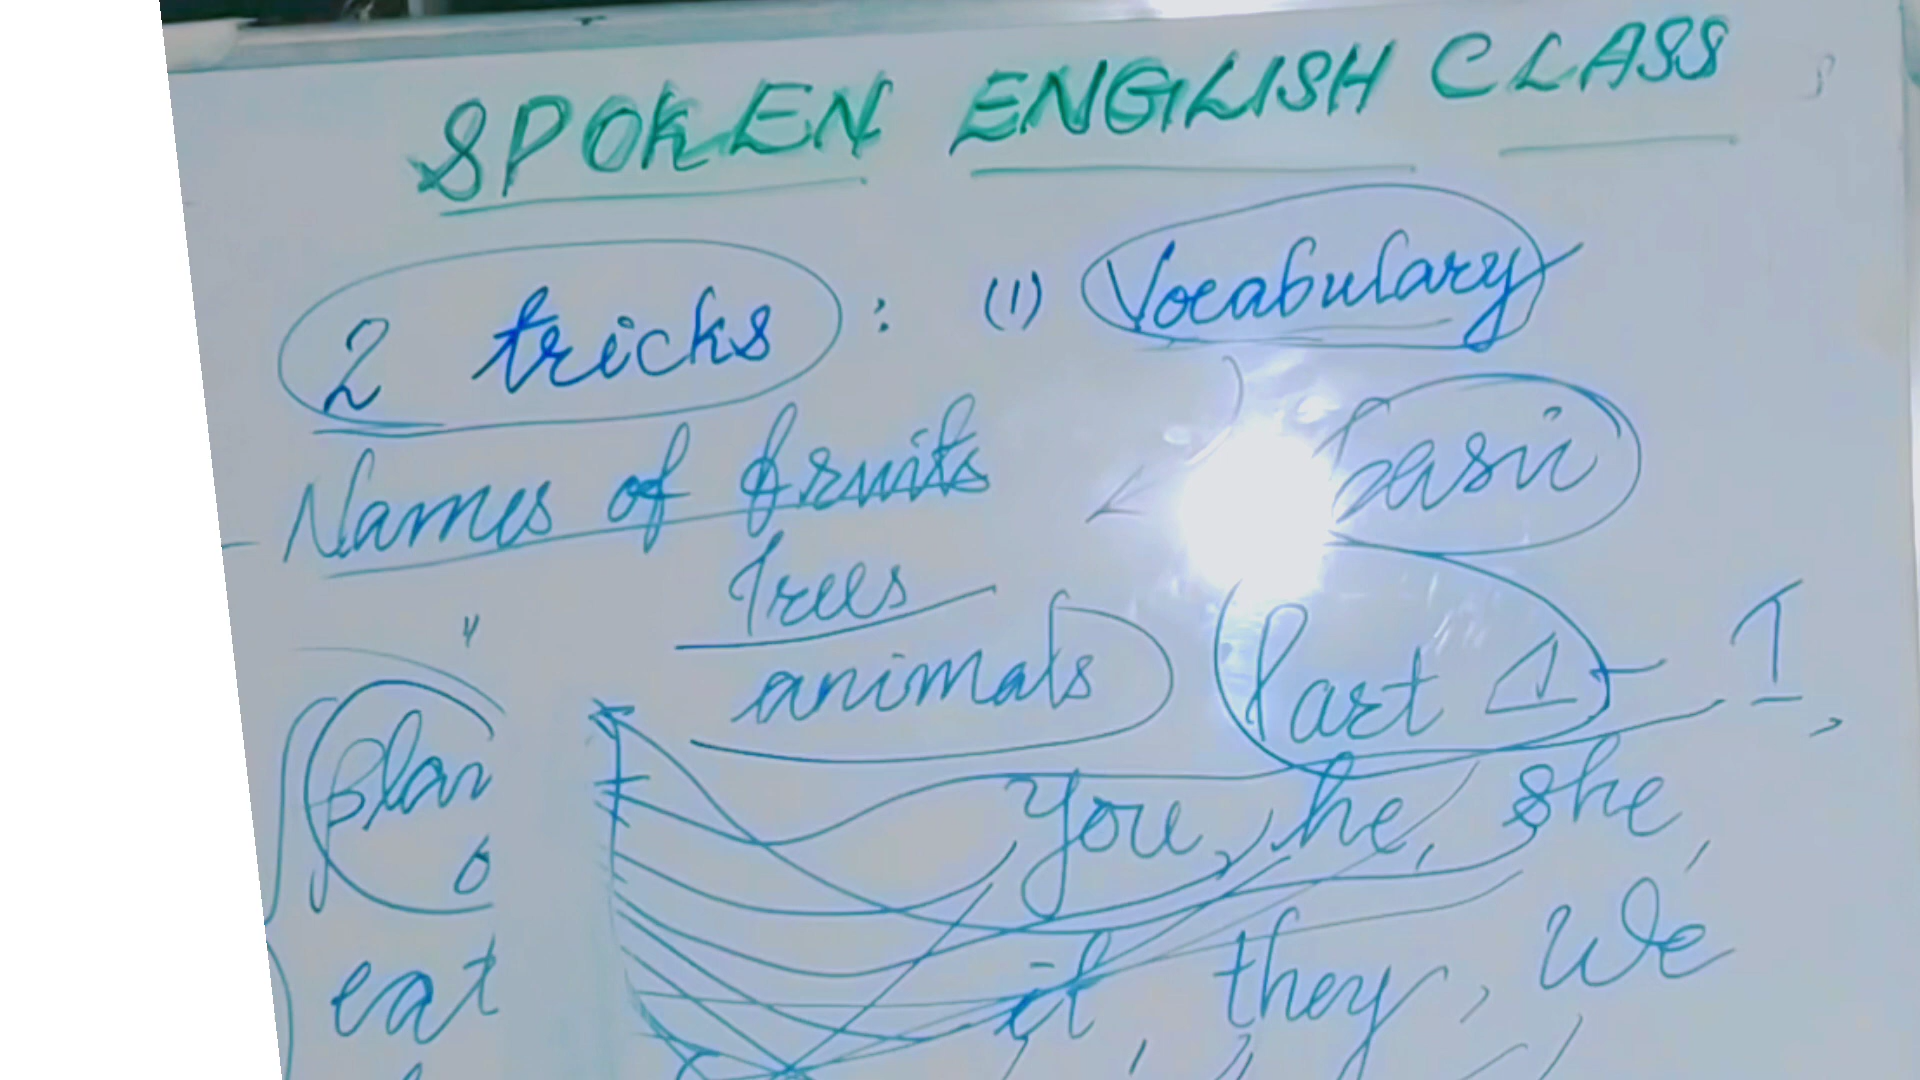 SPOKEN ENGLISH CLASS
2 tricks : (1) Vocabulary
- Names of fruits basic
Trees
" animals Part 1 - I,
you, he, she,
it they, We
eat